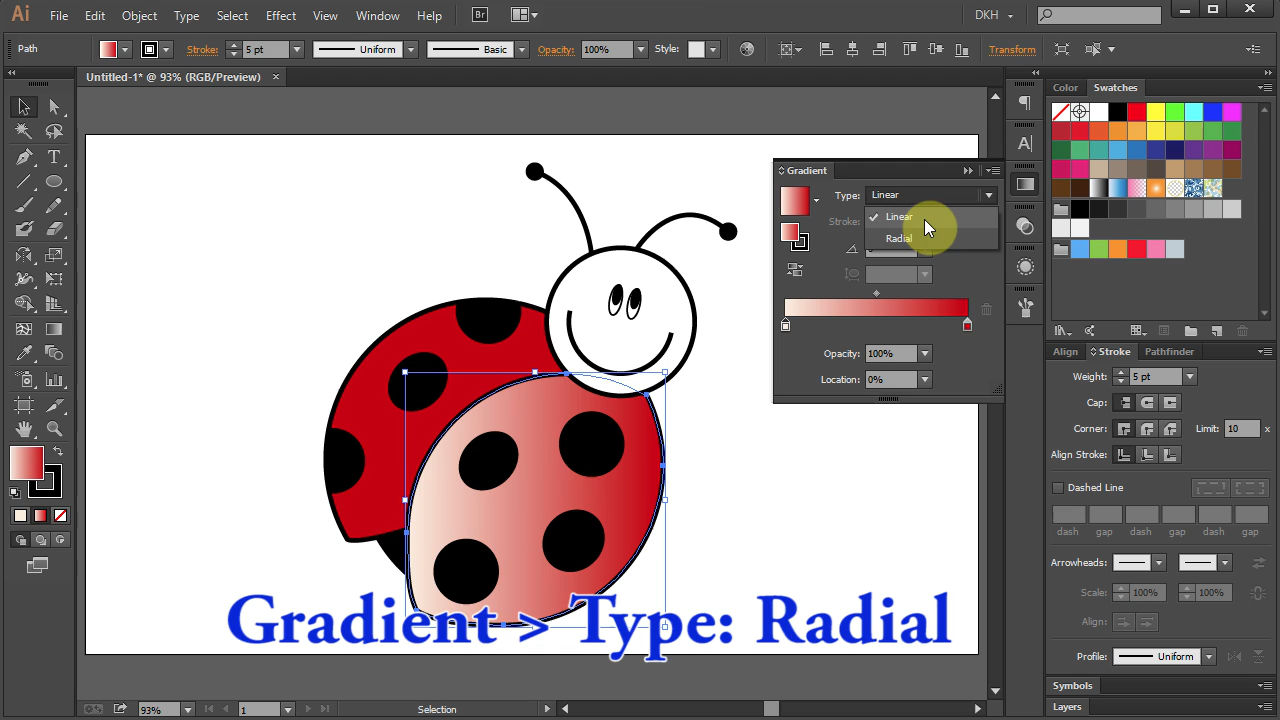 Ai File Edit Object Type Select Effect View Window Help Br DKH
Path Stroke: 5 pt Uniform Basic Opacity: 100% Style: Transform
Untitled-1* @ 93% (RGB/Preview)
Color Swatches
Gradient
Type: Linear
Stroke:
Linear
Radial
Opacity: 100%
Location: 0%
Align Stroke Pathfinder
Weight: 5 pt
Cap:
Corner: Limit: 10 x
Align Stroke:
Dashed Line
dash gap dash gap dash gap
Arrowheads:
Scale: 100% 100%
Align:
Profile: Uniform
Symbols
Layers
Gradient > Type: Radial
93% 1 Selection